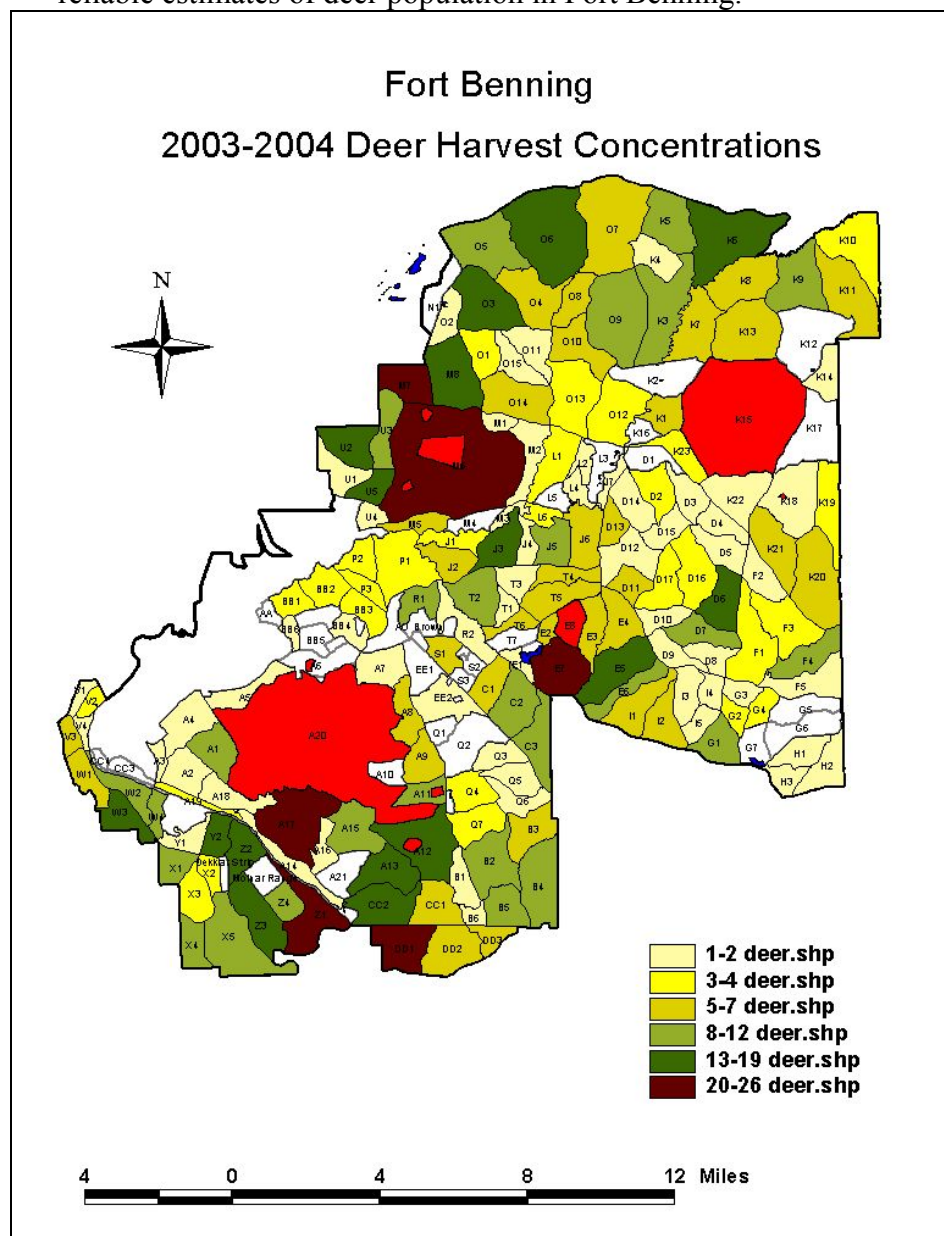 reliable estimates of deer population in Fort Benning.
Fort Benning
2003-2004 Deer Harvest Concentrations
N
K10
O5
O6
O7
K5
K6
K4
K8
K9
K11
N1
O2
O3
O4
O8
O9
K3
K7
K13
K12
O10
O1
O11
O15
K14
M8
K2
O14
O13
O12
K1
K15
K17
K16
M1
U3
U2
M2
L1
L2
L3
D1
K23
U1
U5
L4
L5
D14
D2
D3
K22
K18
K19
U4
M5
M4
M3
L6
D13
D15
D4
J1
J3
J4
J5
J6
D12
D5
K21
P2
P1
J2
F2
K20
BB2
P3
T3
T4
D11
D17
D16
D6
BB1
BB3
R1
T2
T1
T5
AA
BB4
E4
D10
F3
BB6
BB5
R2
T6
T7
E2
E8
E3
D7
S1
S2
S3
D9
D8
F1
F4
A6
A7
EE1
E5
E6
F5
V1
V2
A5
EE2
C1
I3
I4
G3
V4
A20
A8
C2
I1
I2
G2
G4
G5
V3
A4
Q1
I5
G6
A1
Q2
C3
G1
G7
H1
CC3
A3
A9
Q3
H2
W1
A2
A10
Q5
H3
W2
A18
A11
Q4
Q6
W3
A17
Q7
B3
Y1
Y2
A15
A12
Z2
A16
X1
X2
A14
A13
B2
A21
B1
B4
X3
Z4
CC2
CC1
B5
Z3
B6
X4
X5
DD1
DD2
DD3
1-2 deer.shp
3-4 deer.shp
5-7 deer.shp
8-12 deer.shp
13-19 deer.shp
20-26 deer.shp
4 0 4 8 12 Miles